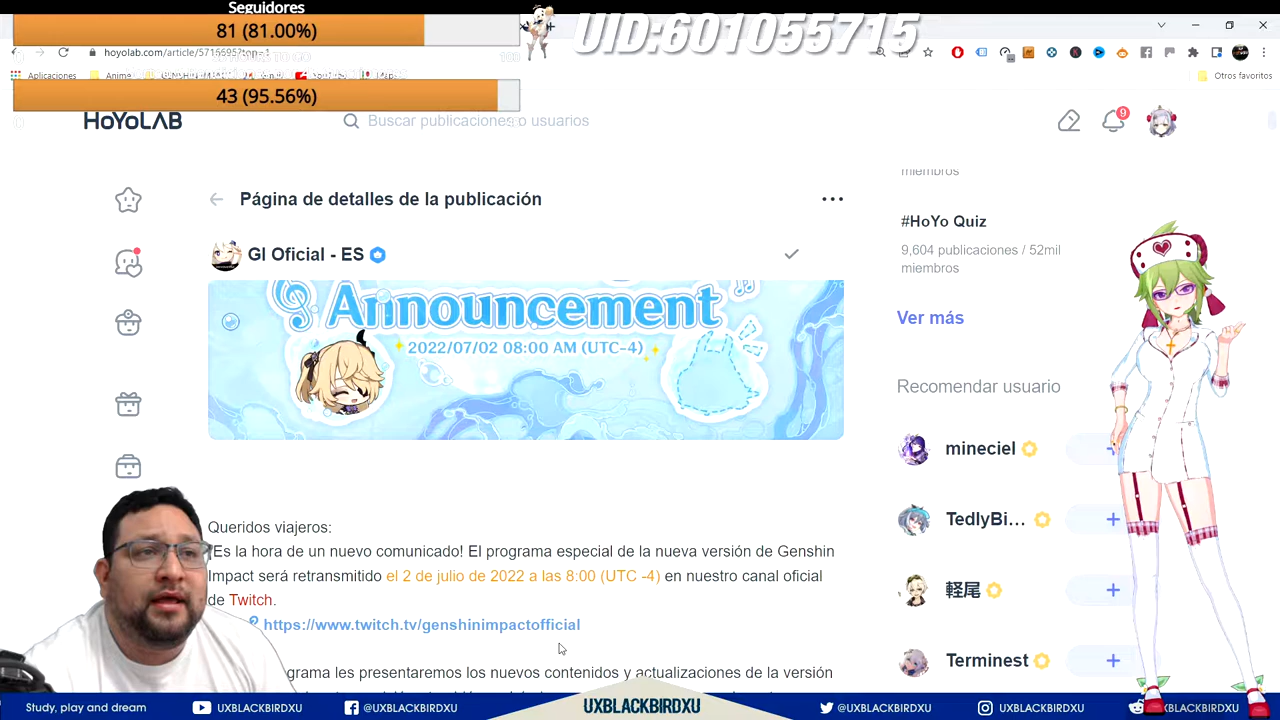 Seguidores
81 (81.00%)
UID:601055715
hoyolab.com/article/5716695?top=1
Aplicaciones
Anime
Otros favoritos
43 (95.56%)
HoYoLAB
Buscar publicaciones o usuarios
9
miembros
Página de detalles de la publicación
#HoYo Quiz
9,604 publicaciones / 52mil
miembros
GI Oficial - ES
Ver más
Announcement
2022/07/02 08:00 AM (UTC-4)
Recomendar usuario
mineciel
TedlyBi...
軽尾
Terminest
Queridos viajeros:
¡Es la hora de un nuevo comunicado! El programa especial de la nueva versión de Genshin
Impact será retransmitido el 2 de julio de 2022 a las 8:00 (UTC -4) en nuestro canal oficial
de Twitch.
https://www.twitch.tv/genshinimpactofficial
grama les presentaremos los nuevos contenidos y actualizaciones de la versión
Study, play and dream
UXBLACKBIRDXU
@UXBLACKBIRDXU
UXBLACKBIRDXU
@UXBLACKBIRDXU
@UXBLACKBIRDXU
CKBIRDXU